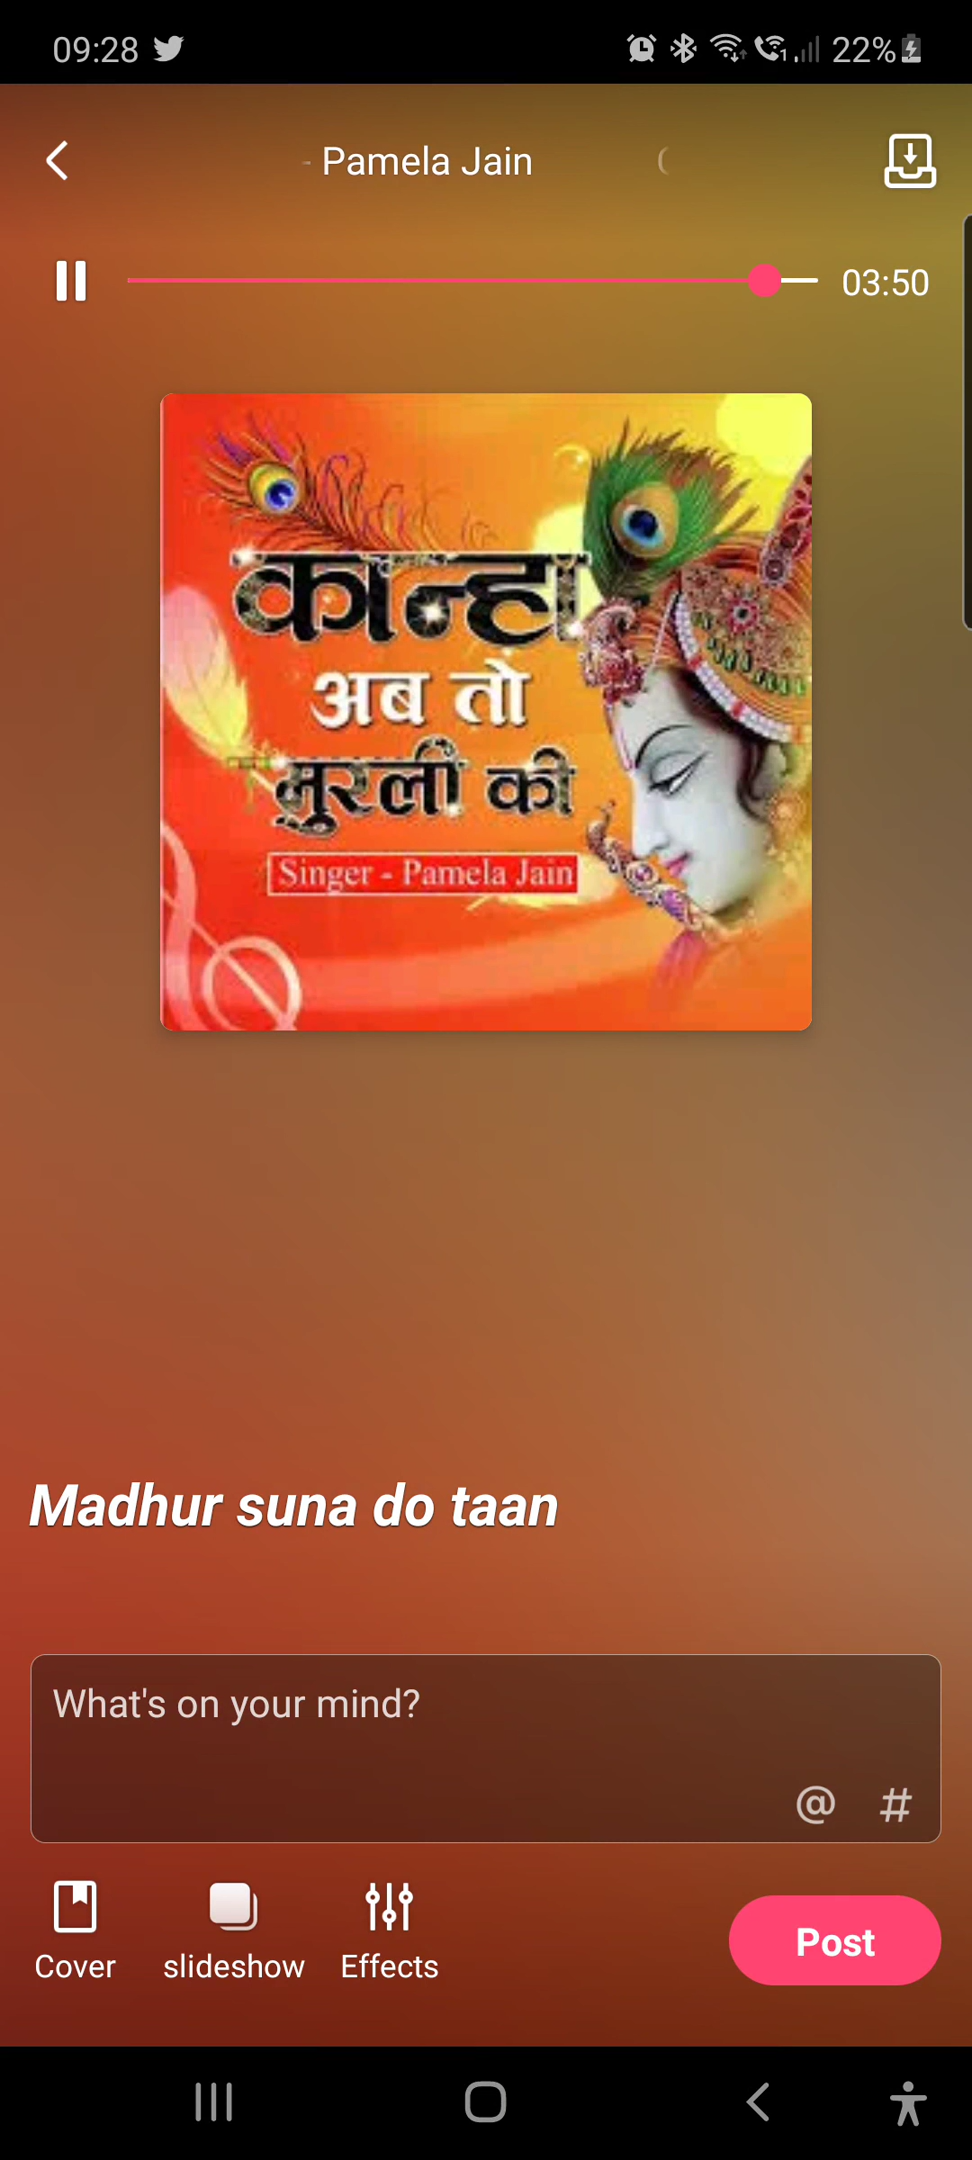 09:28
22%
- Pamela Jain
03:50
कान्हा
अब तो
मुरली की
Singer - Pamela Jain
Madhur suna do taan
What's on your mind?
@ #
Cover slideshow Effects
Post